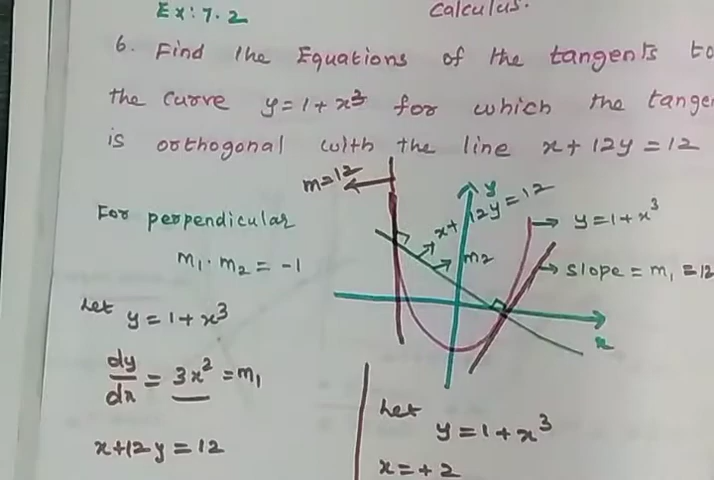 Ex: 7.2
Calculus.
6. Find the Equations of the tangents to
the curve y=1+x³ for which the tange
is orthogonal with the line x+12y=12
m=12
y
x+12y=12
y=1+x³
m2
slope = m₁ = 12
x
For perpendicular
m₁·m₂ = -1
Let y=1+x³
dy/dx = 3x² = m₁
x+12y=12
Let
y=1+x³
x=+2